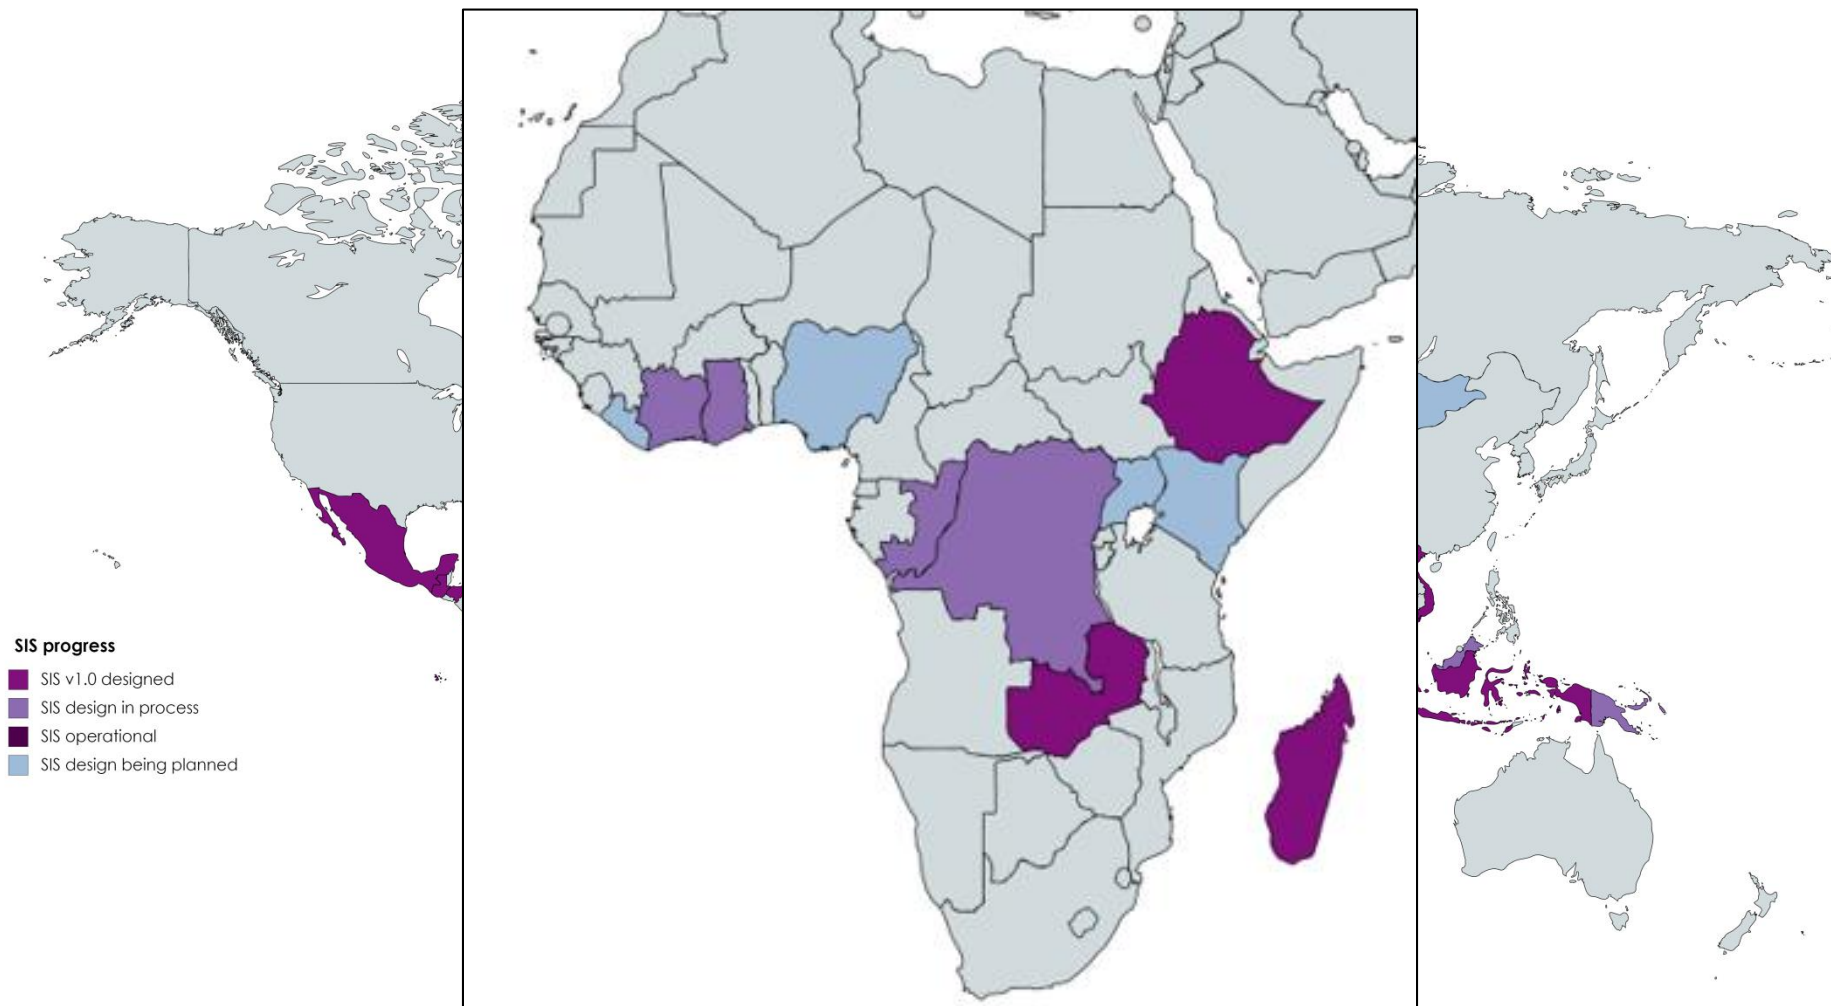 SIS progress
SIS v1.0 designed
SIS design in process
SIS operational
SIS design being planned